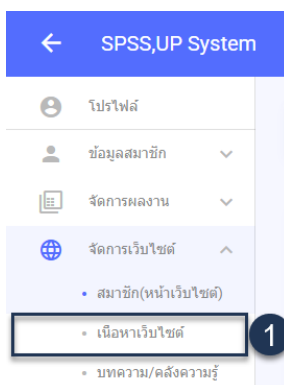 SPSS,UP System
โปรไฟล์
ข้อมูลสมาชิก
จัดการผลงาน
จัดการเว็บไซต์
สมาชิก(หน้าเว็บไซต์)
เนื้อหาเว็บไซต์
1
บทความ/คลังความรู้